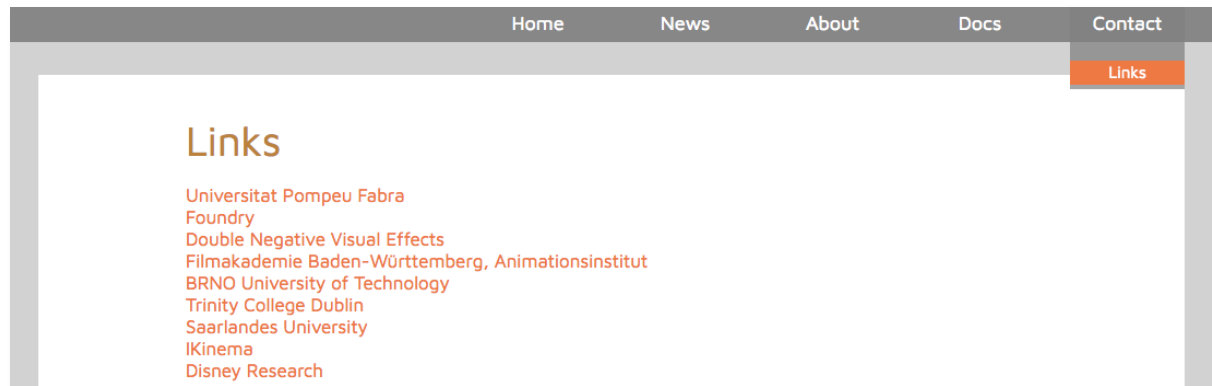 Home News About Docs Contact
Links
Links
Universitat Pompeu Fabra
Foundry
Double Negative Visual Effects
Filmakademie Baden-Württemberg, Animationsinstitut
BRNO University of Technology
Trinity College Dublin
Saarlandes University
IKinema
Disney Research